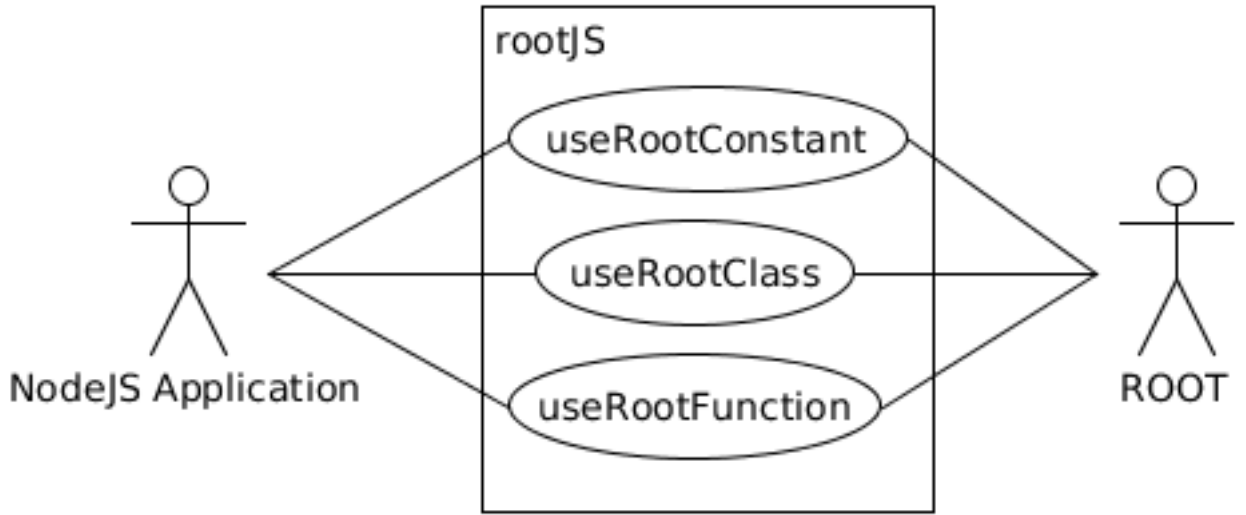 rootJS
useRootConstant
useRootClass
useRootFunction
NodeJS Application
ROOT